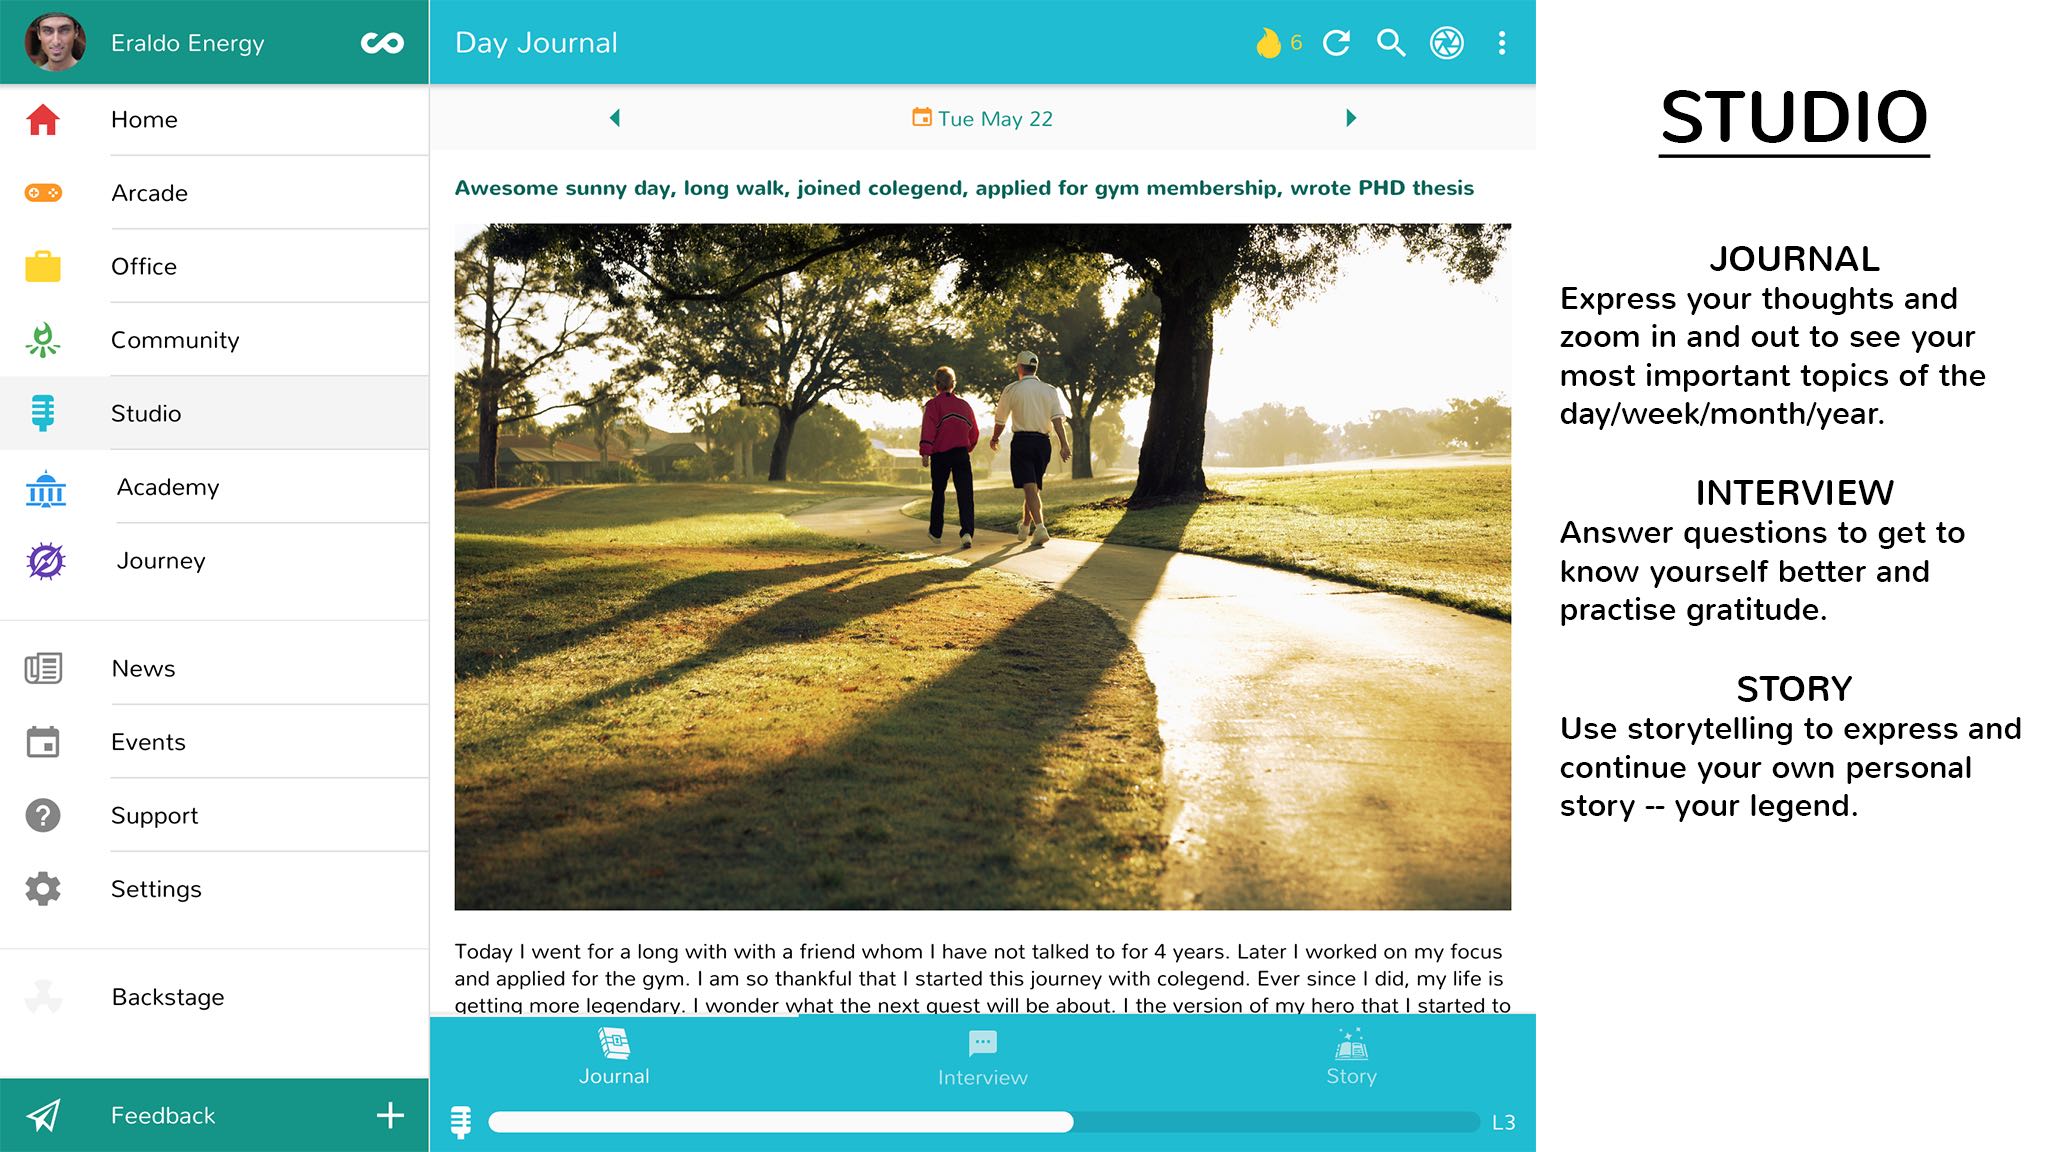 Eraldo Energy
Home
Arcade
Office
Community
Studio
Academy
Journey
News
Events
Support
Settings
Backstage
Feedback
Day Journal
6
Tue May 22
Awesome sunny day, long walk, joined colegend, applied for gym membership, wrote PHD thesis
Today I went for a long with with a friend whom I have not talked to for 4 years. Later I worked on my focus
and applied for the gym. I am so thankful that I started this journey with colegend. Ever since I did, my life is
getting more legendary. I wonder what the next quest will be about. I the version of my hero that I started to
Journal
Interview
Story
L3
STUDIO
JOURNAL
Express your thoughts and
zoom in and out to see your
most important topics of the
day/week/month/year.
INTERVIEW
Answer questions to get to
know yourself better and
practise gratitude.
STORY
Use storytelling to express and
continue your own personal
story -- your legend.